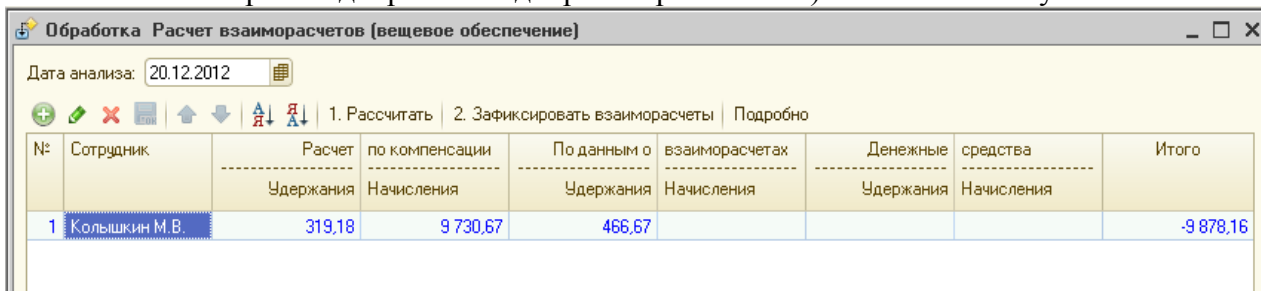 Обработка Расчет взаиморасчетов (вещевое обеспечение)
Дата анализа: 20.12.2012
1. Рассчитать 2. Зафиксировать взаиморасчеты Подробно
№ Сотрудник Расчет по компенсации По данным о взаиморасчетах Денежные средства Итого
Удержания Начисления Удержания Начисления Удержания Начисления
1 Колышкин М.В. 319,18 9 730,67 466,67 -9 878,16